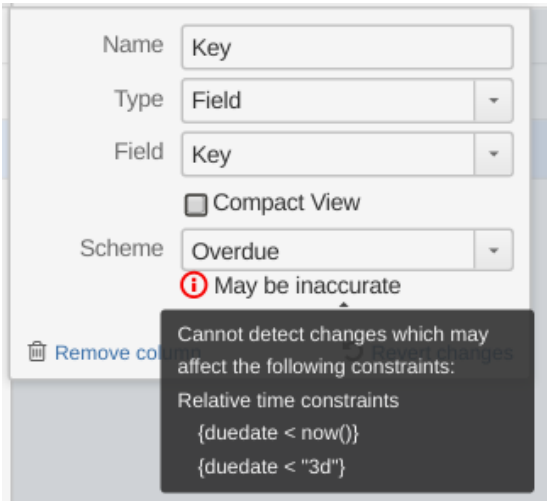 Name Key
Type Field
Field Key
Compact View
Scheme Overdue
May be inaccurate
Remove column Revert changes
Cannot detect changes which may
affect the following constraints:
Relative time constraints
{duedate < now()}
{duedate < "3d"}